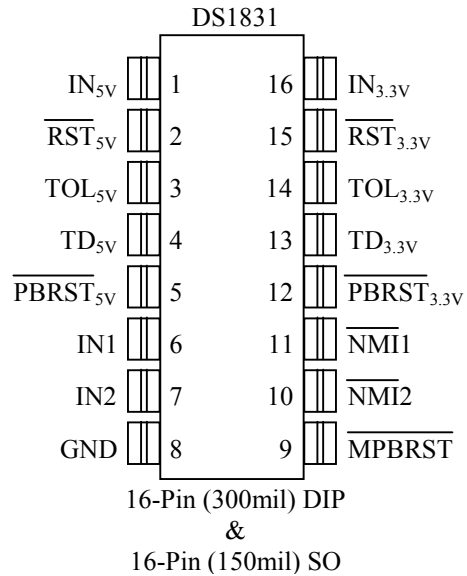 DS1831
IN5V 1 16 IN3.3V
RST5V 2 15 RST3.3V
TOL5V 3 14 TOL3.3V
TD5V 4 13 TD3.3V
PBRST5V 5 12 PBRST3.3V
IN1 6 11 NMI1
IN2 7 10 NMI2
GND 8 9 MPBRST
16-Pin (300mil) DIP
&
16-Pin (150mil) SO